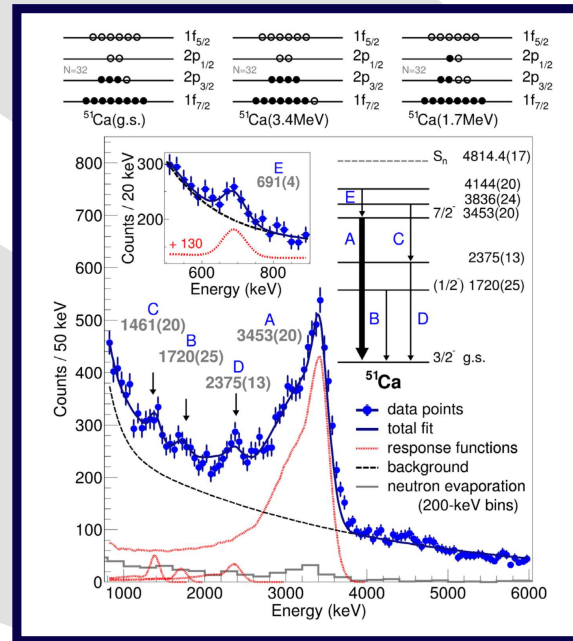 1f5/2 1f5/2 1f5/2
2p1/2 2p1/2 2p1/2
N=32 N=32 N=32
2p3/2 2p3/2 2p3/2
1f7/2 1f7/2 1f7/2
51Ca(g.s.) 51Ca(3.4MeV) 51Ca(1.7MeV)
Counts / 50 keV
800
700
600
500
400
300
200
100
0
Counts / 20 keV
300
200
E
691(4)
+ 130
600 800
Energy (keV)
C
1461(20)
B
1720(25)
A
3453(20)
D
2375(13)
Sn 4814.4(17)
4144(20)
E 3836(24)
7/2- 3453(20)
A C
2375(13)
(1/2-) 1720(25)
B D
3/2- g.s.
51Ca
data points
total fit
response functions
background
neutron evaporation
(200-keV bins)
1000 2000 3000 4000 5000 6000
Energy (keV)